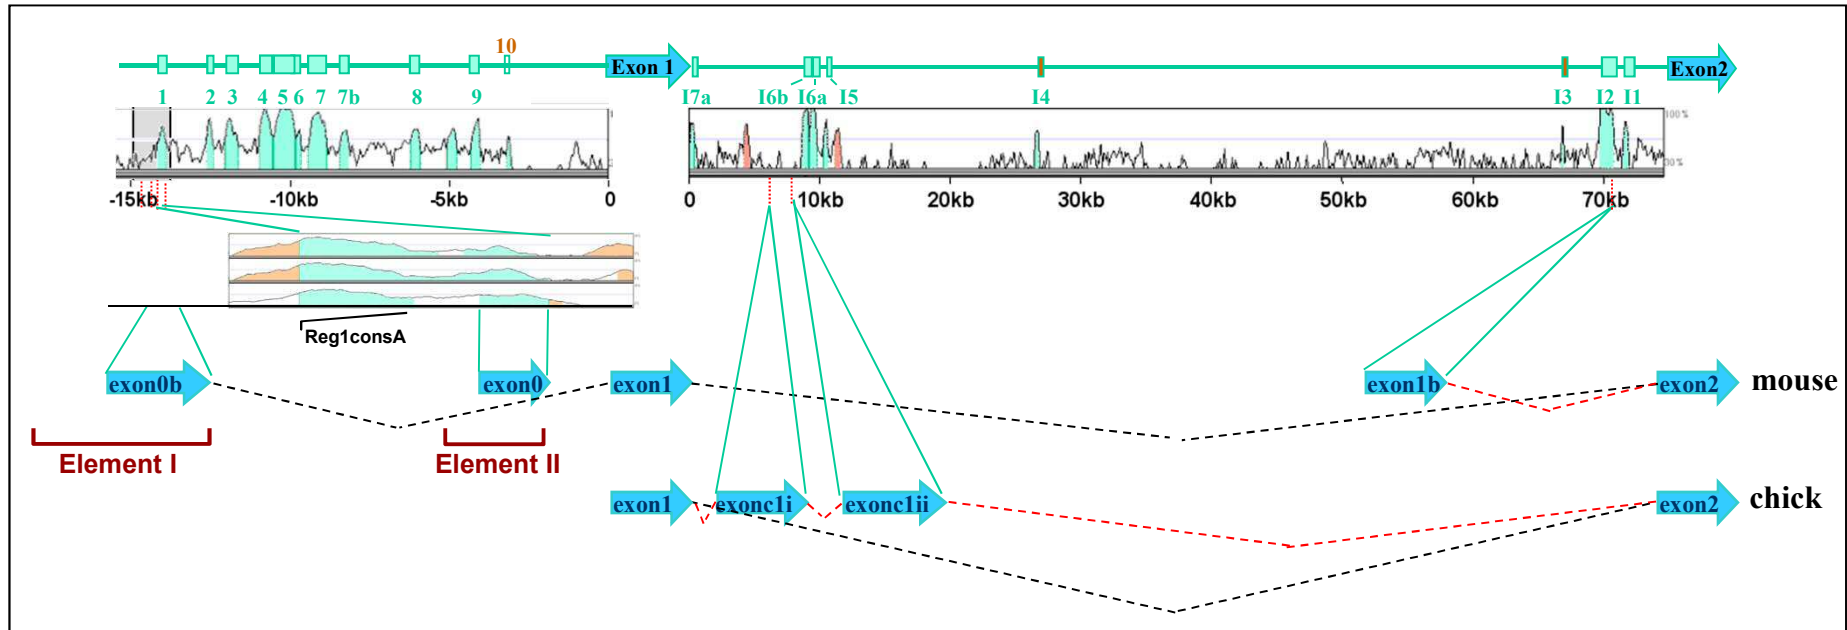 10
Exon 1
Exon2
1 2 3 4 5 6 7 7b 8 9
I7a I6b I6a I5 I4 I3 I2 I1
100%
-15kb -10kb -5kb 0
0 10kb 20kb 30kb 40kb 50kb 60kb 70kb
Reg1consA
exon0b exon0 exon1 exon1b exon2 mouse
Element I Element II
exon1 exonc1i exonc1ii exon2 chick